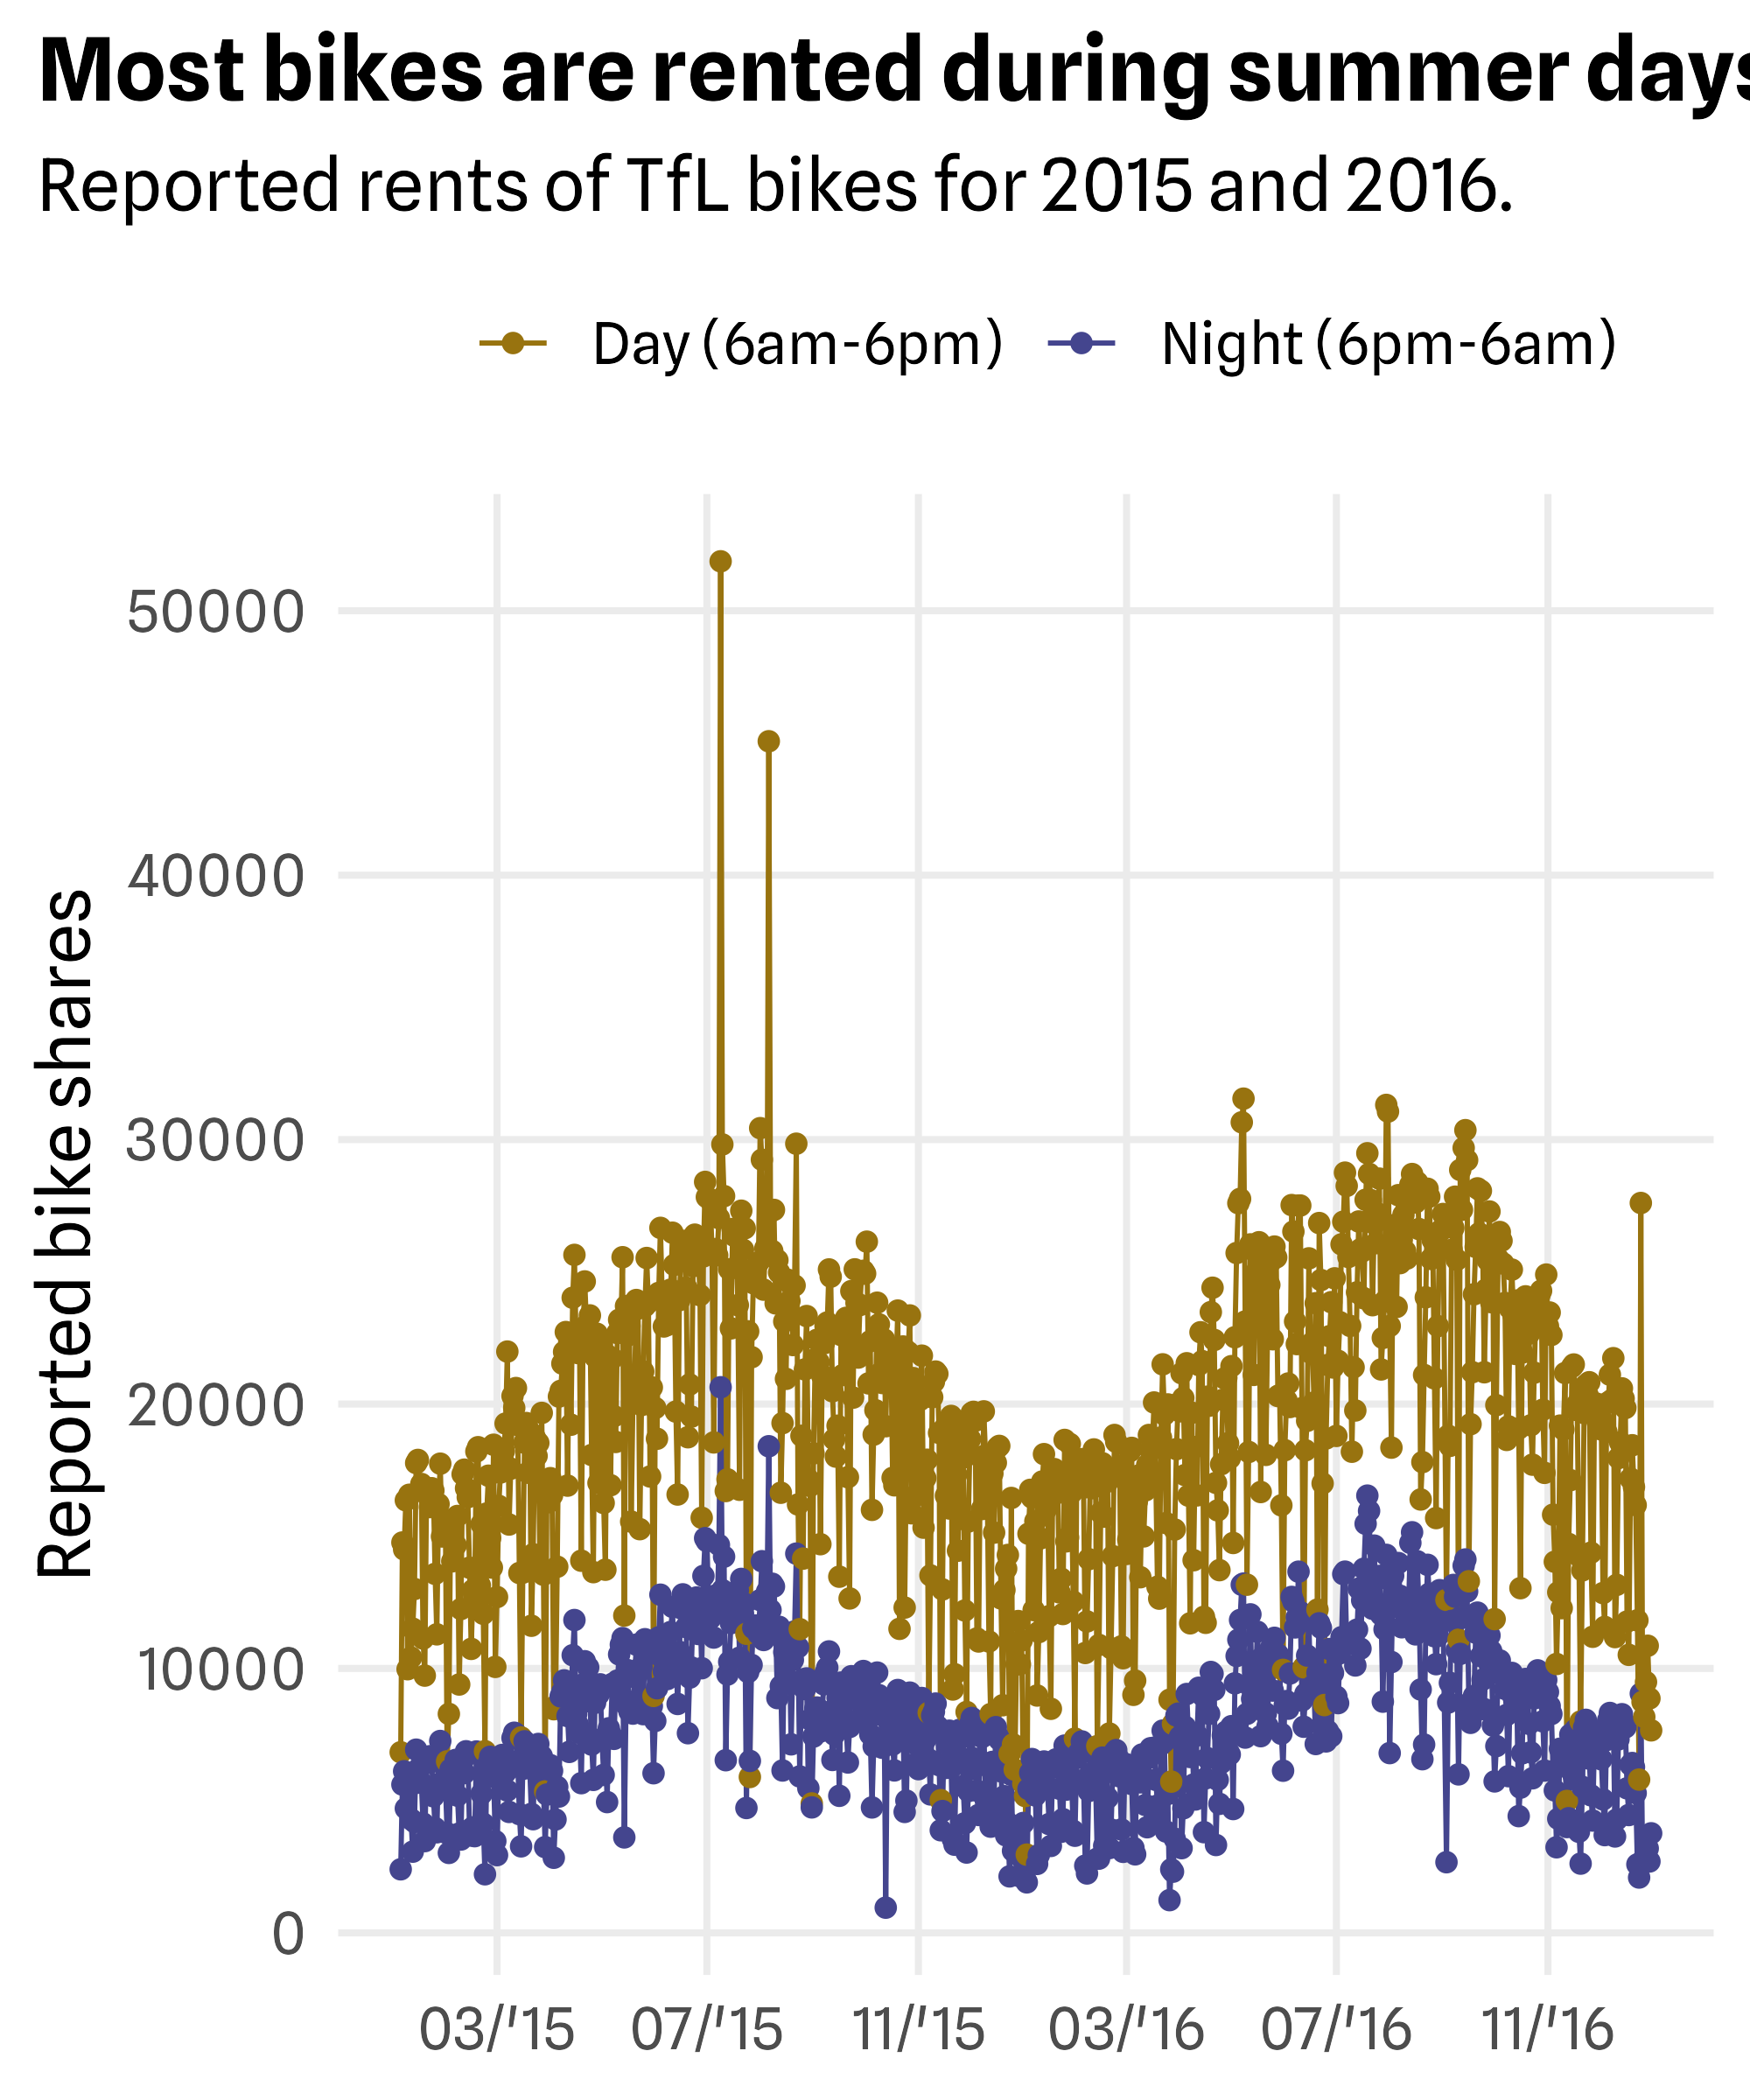 Most bikes are rented during summer days
Reported rents of TfL bikes for 2015 and 2016.
Day (6am-6pm) Night (6pm-6am)
Reported bike shares
50000
40000
30000
20000
10000
0
03/'15 07/'15 11/'15 03/'16 07/'16 11/'16